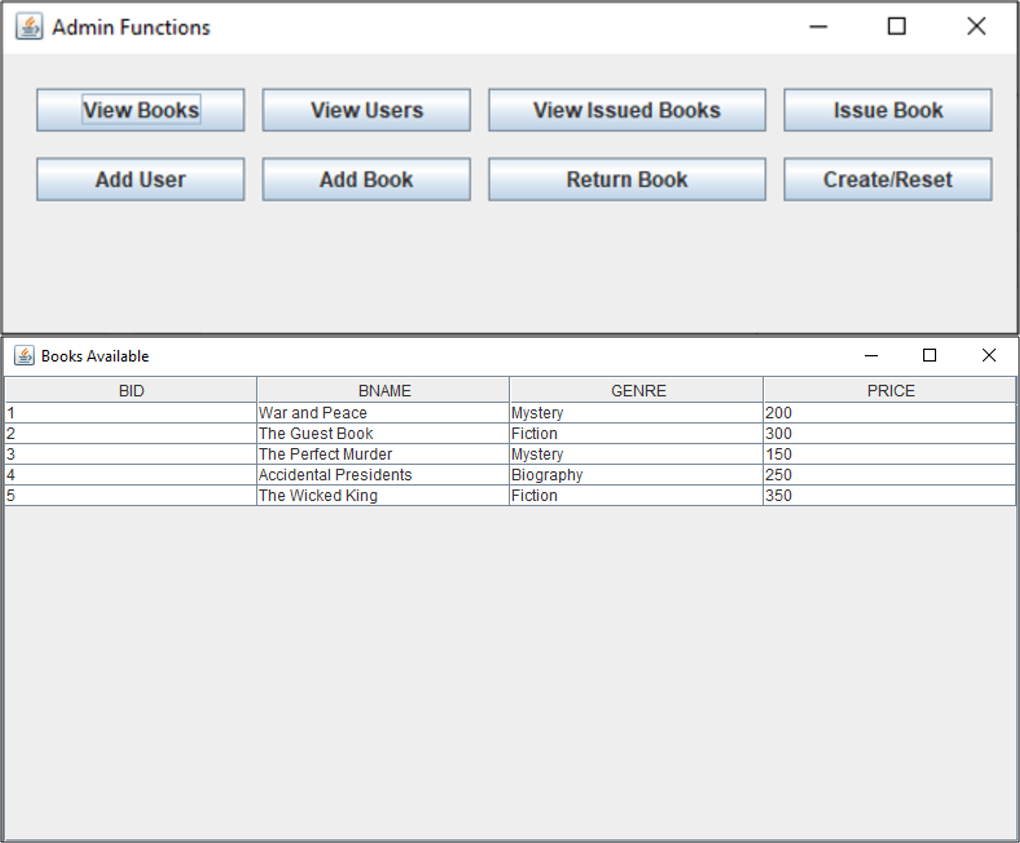 Admin Functions
View Books View Users View Issued Books Issue Book
Add User Add Book Return Book Create/Reset
Books Available
BID BNAME GENRE PRICE
1 War and Peace Mystery 200
2 The Guest Book Fiction 300
3 The Perfect Murder Mystery 150
4 Accidental Presidents Biography 250
5 The Wicked King Fiction 350